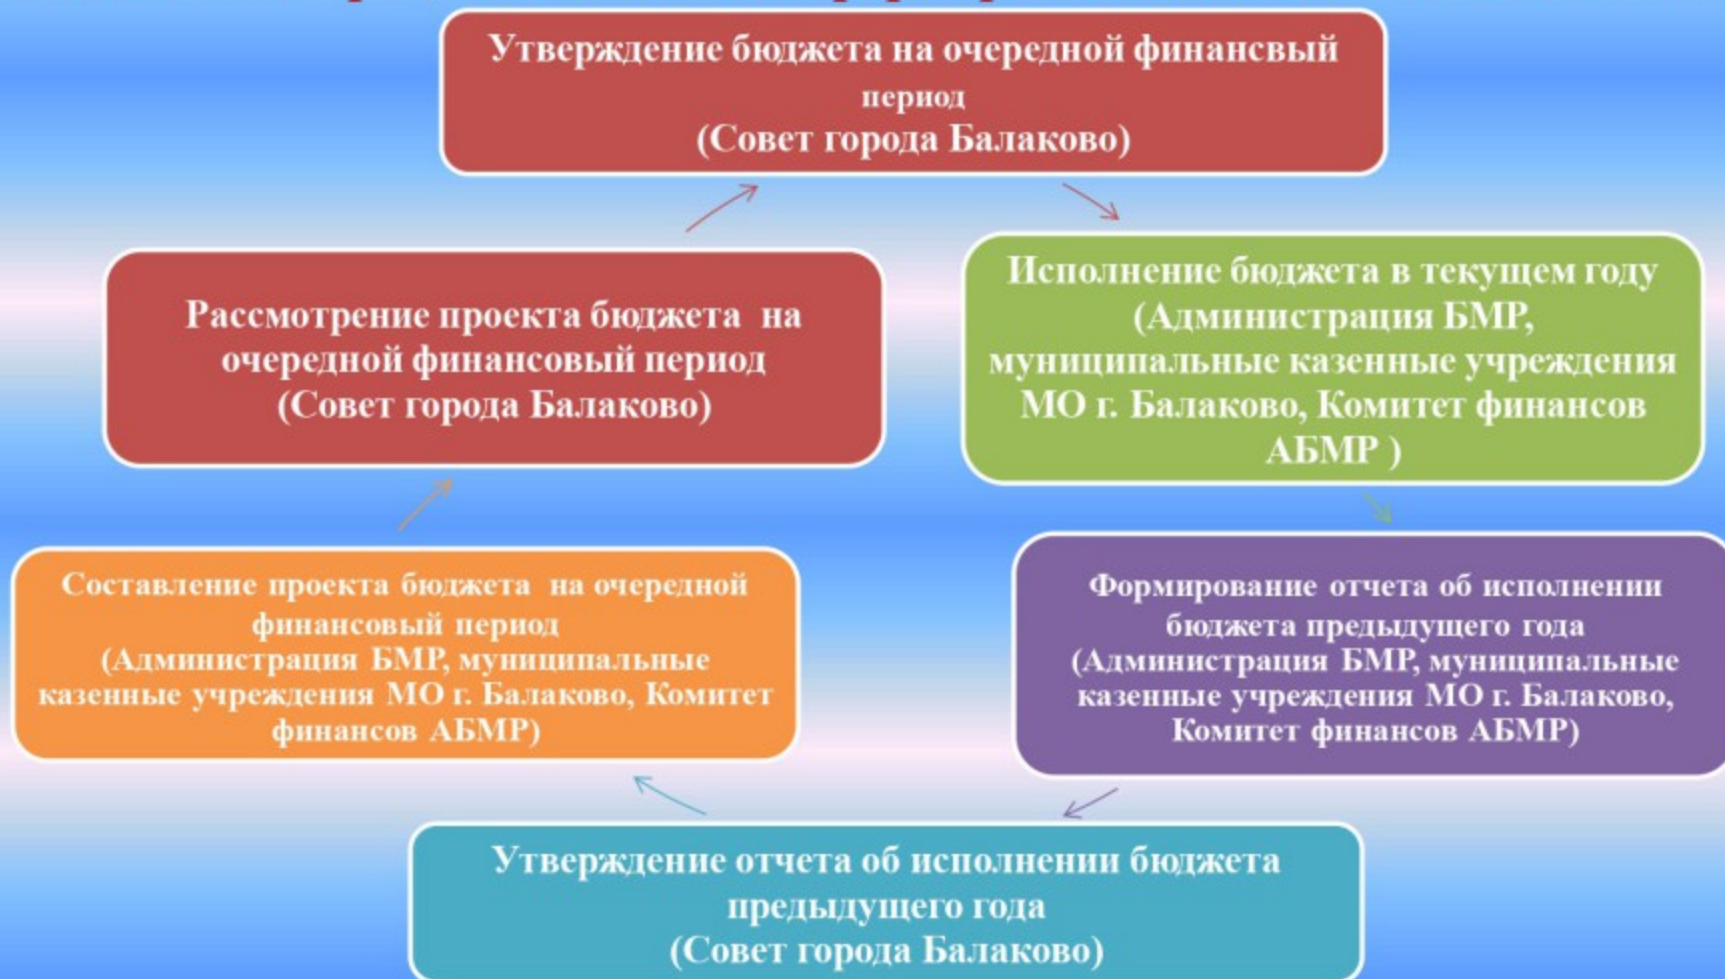 Утверждение бюджета на очередной финансвый
период
(Совет города Балаково)
Рассмотрение проекта бюджета на
очередной финансовый период
(Совет города Балаково)
Исполнение бюджета в текущем году
(Администрация БМР,
муниципальные казенные учреждения
МО г. Балаково, Комитет финансов
АБМР )
Составление проекта бюджета на очередной
финансовый период
(Администрация БМР, муниципальные
казенные учреждения МО г. Балаково, Комитет
финансов АБМР)
Формирование отчета об исполнении
бюджета предыдущего года
(Администрация БМР, муниципальные
казенные учреждения МО г. Балаково,
Комитет финансов АБМР)
Утверждение отчета об исполнении бюджета
предыдущего года
(Совет города Балаково)